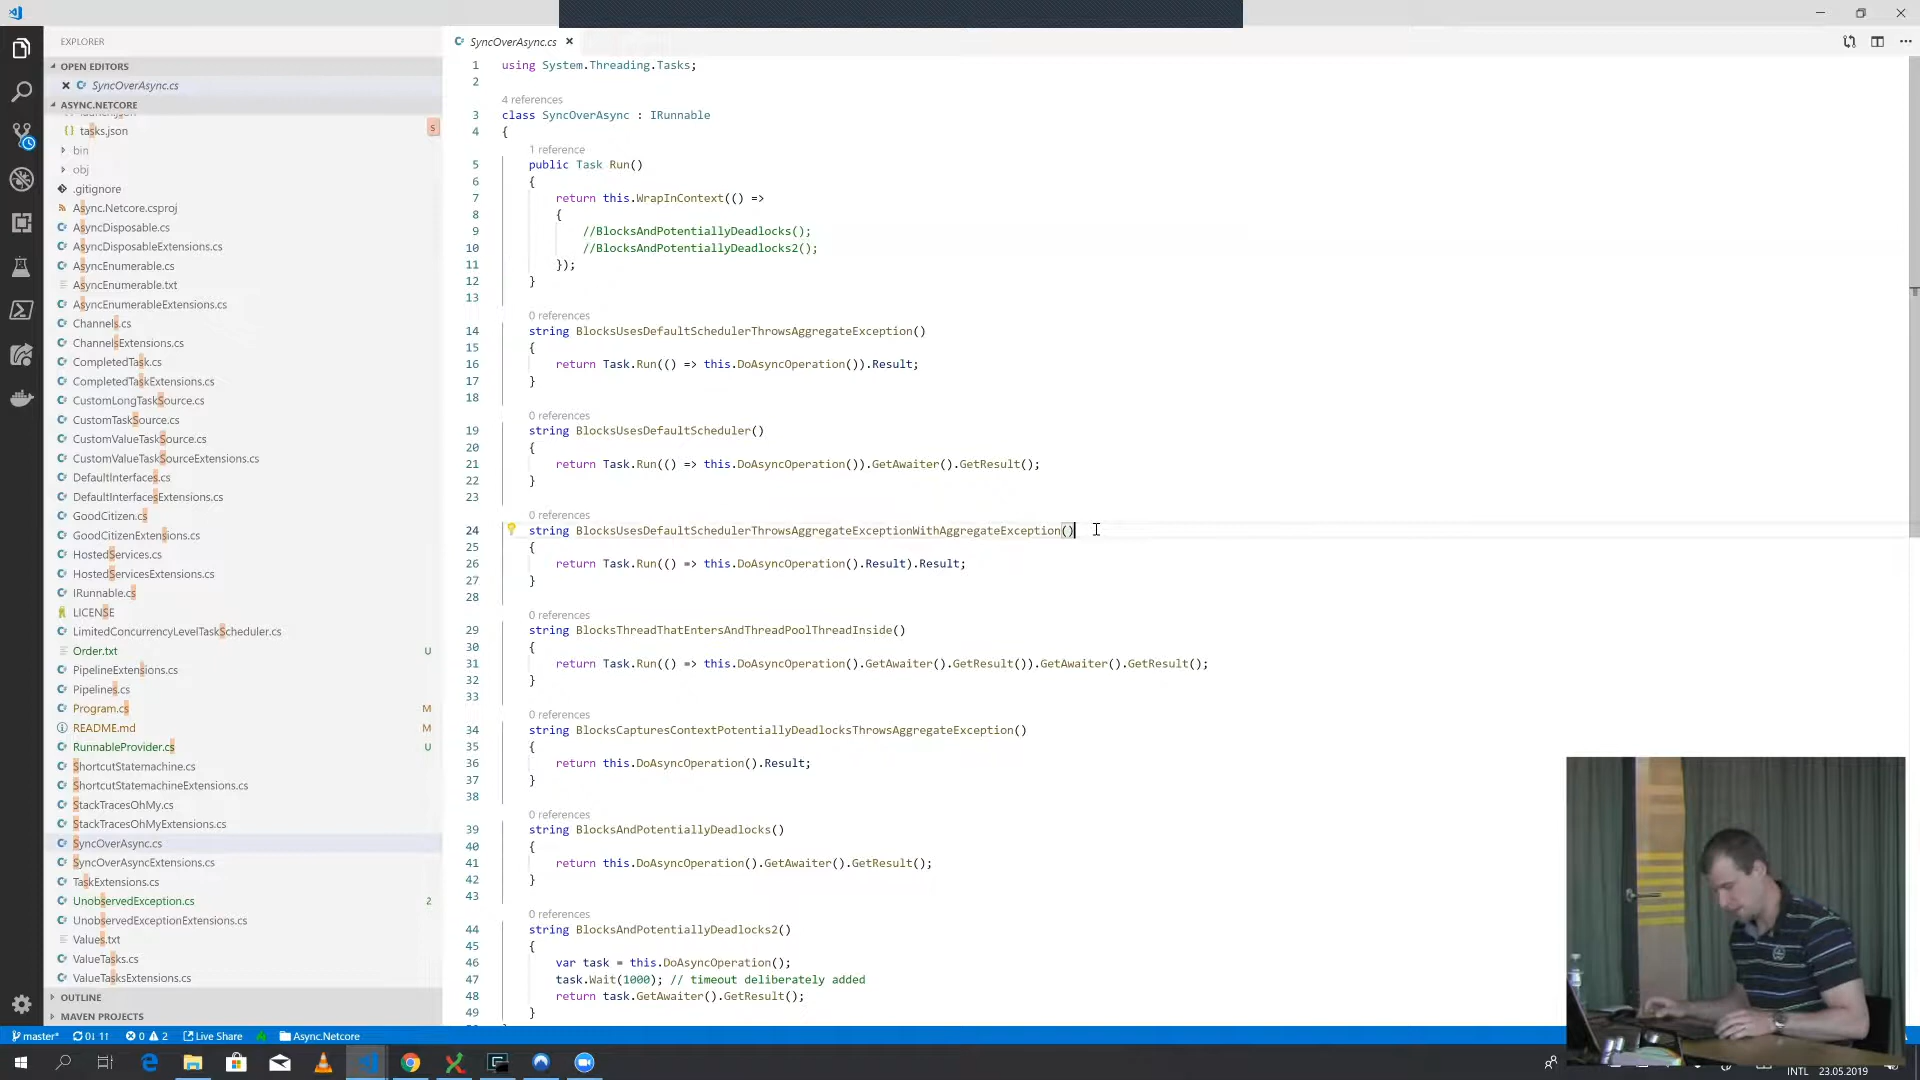 EXPLORER
OPEN EDITORS
SyncOverAsync.cs
ASYNC.NETCORE
launch.json
tasks.json
S
bin
obj
.gitignore
Async.Netcore.csproj
AsyncDisposable.cs
AsyncDisposableExtensions.cs
AsyncEnumerable.cs
AsyncEnumerable.txt
AsyncEnumerableExtensions.cs
Channels.cs
ChannelsExtensions.cs
CompletedTask.cs
CompletedTaskExtensions.cs
CustomLongTaskSource.cs
CustomTaskSource.cs
CustomValueTaskSource.cs
CustomValueTaskSourceExtensions.cs
DefaultInterfaces.cs
DefaultInterfacesExtensions.cs
GoodCitizen.cs
GoodCitizenExtensions.cs
HostedServices.cs
HostedServicesExtensions.cs
IRunnable.cs
LICENSE
LimitedConcurrencyLevelTaskScheduler.cs
Order.txt U
PipelineExtensions.cs
Pipelines.cs
Program.cs M
README.md M
RunnableProvider.cs U
ShortcutStatemachine.cs
ShortcutStatemachineExtensions.cs
StackTracesOhMy.cs
StackTracesOhMyExtensions.cs
SyncOverAsync.cs
SyncOverAsyncExtensions.cs
TaskExtensions.cs
UnobservedException.cs 2
UnobservedExceptionExtensions.cs
Values.txt
ValueTasks.cs
ValueTasksExtensions.cs
OUTLINE
MAVEN PROJECTS
SyncOverAsync.cs
1 using System.Threading.Tasks;
2
4 references
3 class SyncOverAsync : IRunnable
4 {
1 reference
5 public Task Run()
6 {
7 return this.WrapInContext(() =>
8 {
9 //BlocksAndPotentiallyDeadlocks();
10 //BlocksAndPotentiallyDeadlocks2();
11 });
12 }
13
0 references
14 string BlocksUsesDefaultSchedulerThrowsAggregateException()
15 {
16 return Task.Run(() => this.DoAsyncOperation()).Result;
17 }
18
0 references
19 string BlocksUsesDefaultScheduler()
20 {
21 return Task.Run(() => this.DoAsyncOperation()).GetAwaiter().GetResult();
22 }
23
0 references
24 string BlocksUsesDefaultSchedulerThrowsAggregateExceptionWithAggregateException()
25 {
26 return Task.Run(() => this.DoAsyncOperation().Result).Result;
27 }
28
0 references
29 string BlocksThreadThatEntersAndThreadPoolThreadInside()
30 {
31 return Task.Run(() => this.DoAsyncOperation().GetAwaiter().GetResult()).GetAwaiter().GetResult();
32 }
33
0 references
34 string BlocksCapturesContextPotentiallyDeadlocksThrowsAggregateException()
35 {
36 return this.DoAsyncOperation().Result;
37 }
38
0 references
39 string BlocksAndPotentiallyDeadlocks()
40 {
41 return this.DoAsyncOperation().GetAwaiter().GetResult();
42 }
43
0 references
44 string BlocksAndPotentiallyDeadlocks2()
45 {
46 var task = this.DoAsyncOperation();
47 task.Wait(1000); // timeout deliberately added
48 return task.GetAwaiter().GetResult();
49 }
master* 0↓ 1↑ 0 2 Live Share Async.Netcore
INTL 23.05.2019